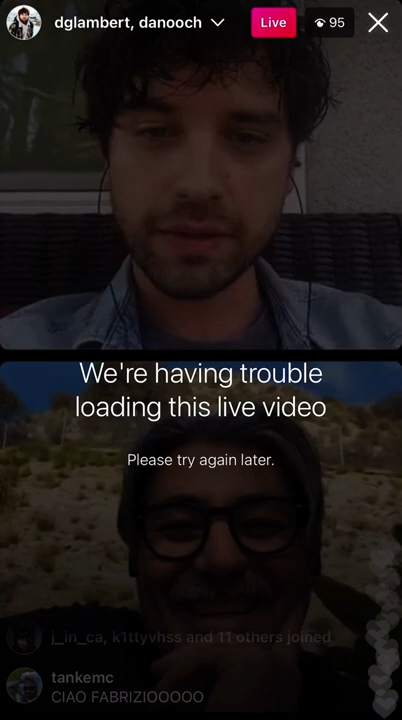 dglambert, danooch
Live
95
We're having trouble
loading this live video
Please try again later.
j_in_ca, k1ttyvhss and 11 others joined
tankemc
CIAO FABRIZIOOOOO